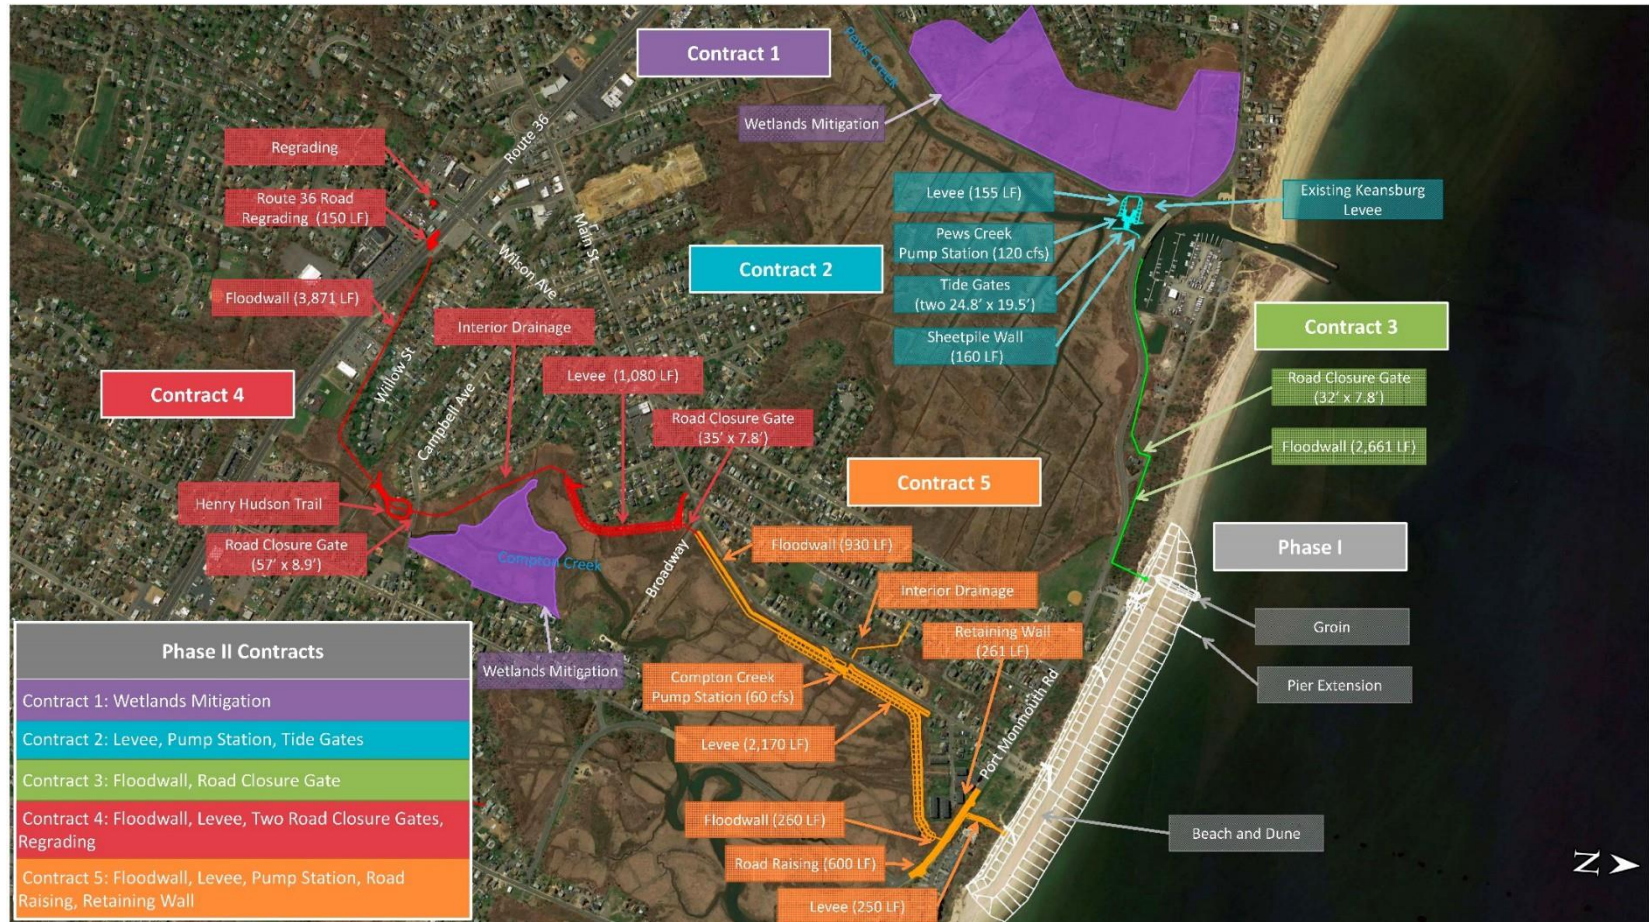 Contract 1
Pews Creek
Wetlands Mitigation
Route 36
Regrading
Route 36 Road
Regrading (150 LF)
Main St
Wilson Ave
Floodwall (3,871 LF)
Interior Drainage
Willow St
Campbell Ave
Levee (1,080 LF)
Contract 4
Road Closure Gate
(35’ x 7.8’)
Henry Hudson Trail
Road Closure Gate
(57’ x 8.9’)
Compton Creek
Wetlands Mitigation
Broadway
Contract 2
Levee (155 LF)
Pews Creek
Pump Station (120 cfs)
Tide Gates
(two 24.8’ x 19.5’)
Sheetpile Wall
(160 LF)
Existing Keansburg
Levee
Contract 3
Road Closure Gate
(32’ x 7.8’)
Floodwall (2,661 LF)
Contract 5
Floodwall (930 LF)
Interior Drainage
Retaining Wall
(261 LF)
Compton Creek
Pump Station (60 cfs)
Levee (2,170 LF)
Port Monmouth Rd
Floodwall (260 LF)
Road Raising (600 LF)
Levee (250 LF)
Phase I
Groin
Pier Extension
Beach and Dune
Phase II Contracts
Contract 1: Wetlands Mitigation
Contract 2: Levee, Pump Station, Tide Gates
Contract 3: Floodwall, Road Closure Gate
Contract 4: Floodwall, Levee, Two Road Closure Gates,
Regrading
Contract 5: Floodwall, Levee, Pump Station, Road
Raising, Retaining Wall
N